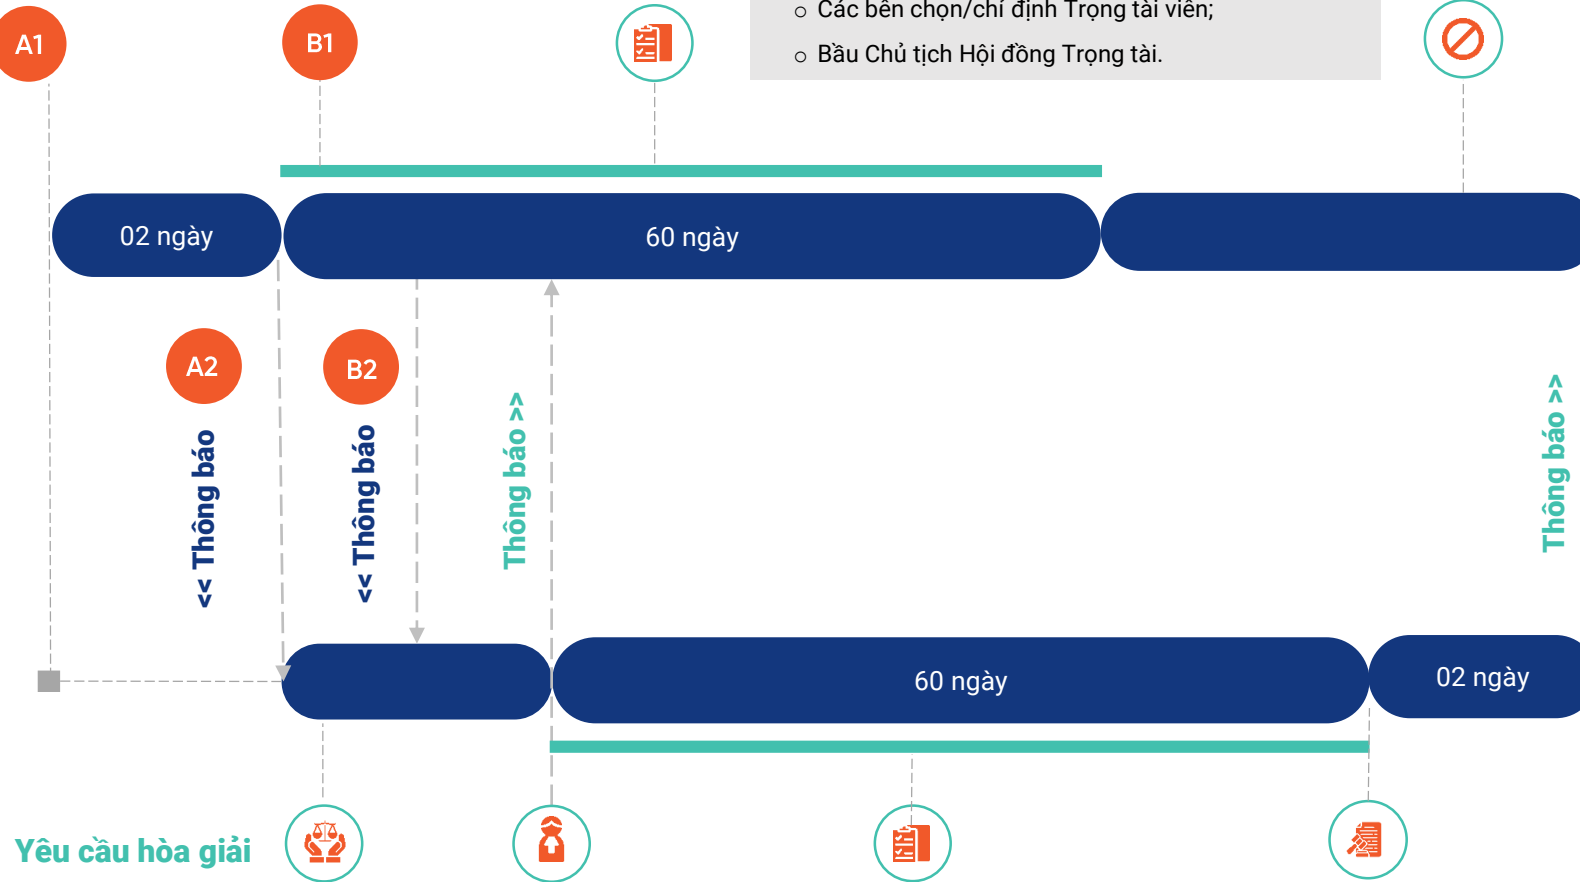 ○ Các bên chọn/chỉ định Trọng tài viên;
○ Bầu Chủ tịch Hội đồng Trọng tài.
A1
B1
02 ngày
60 ngày
A2
B2
<< Thông báo
<< Thông báo
Thông báo >>
Thông báo >>
60 ngày
02 ngày
Yêu cầu hòa giải